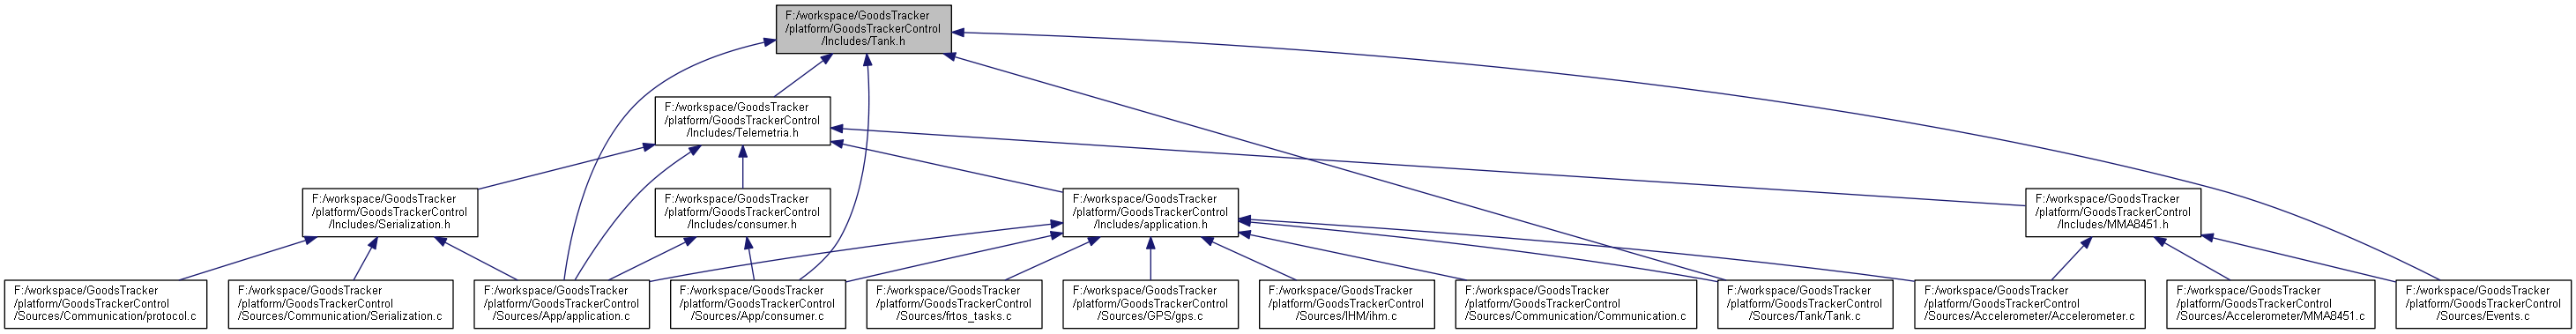 F:/workspace/GoodsTracker
/platform/GoodsTrackerControl
/Includes/Tank.h
F:/workspace/GoodsTracker
/platform/GoodsTrackerControl
/Includes/Telemetria.h
F:/workspace/GoodsTracker
/platform/GoodsTrackerControl
/Includes/Serialization.h
F:/workspace/GoodsTracker
/platform/GoodsTrackerControl
/Includes/consumer.h
F:/workspace/GoodsTracker
/platform/GoodsTrackerControl
/Includes/application.h
F:/workspace/GoodsTracker
/platform/GoodsTrackerControl
/Includes/MMA8451.h
F:/workspace/GoodsTracker
/platform/GoodsTrackerControl
/Sources/Communication/protocol.c
F:/workspace/GoodsTracker
/platform/GoodsTrackerControl
/Sources/Communication/Serialization.c
F:/workspace/GoodsTracker
/platform/GoodsTrackerControl
/Sources/App/application.c
F:/workspace/GoodsTracker
/platform/GoodsTrackerControl
/Sources/App/consumer.c
F:/workspace/GoodsTracker
/platform/GoodsTrackerControl
/Sources/frtos_tasks.c
F:/workspace/GoodsTracker
/platform/GoodsTrackerControl
/Sources/GPS/gps.c
F:/workspace/GoodsTracker
/platform/GoodsTrackerControl
/Sources/IHM/ihm.c
F:/workspace/GoodsTracker
/platform/GoodsTrackerControl
/Sources/Communication/Communication.c
F:/workspace/GoodsTracker
/platform/GoodsTrackerControl
/Sources/Tank/Tank.c
F:/workspace/GoodsTracker
/platform/GoodsTrackerControl
/Sources/Accelerometer/Accelerometer.c
F:/workspace/GoodsTracker
/platform/GoodsTrackerControl
/Sources/Accelerometer/MMA8451.c
F:/workspace/GoodsTracker
/platform/GoodsTrackerControl
/Sources/Events.c